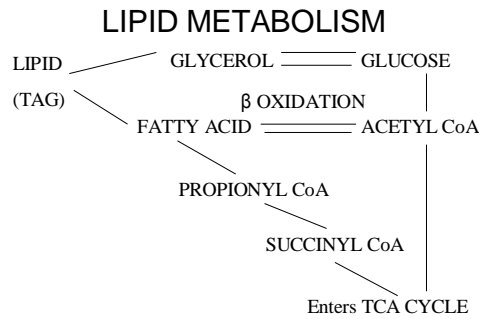 LIPID METABOLISM
LIPID
(TAG)
GLYCEROL
GLUCOSE
β OXIDATION
FATTY ACID
ACETYL CoA
PROPIONYL CoA
SUCCINYL CoA
Enters TCA CYCLE